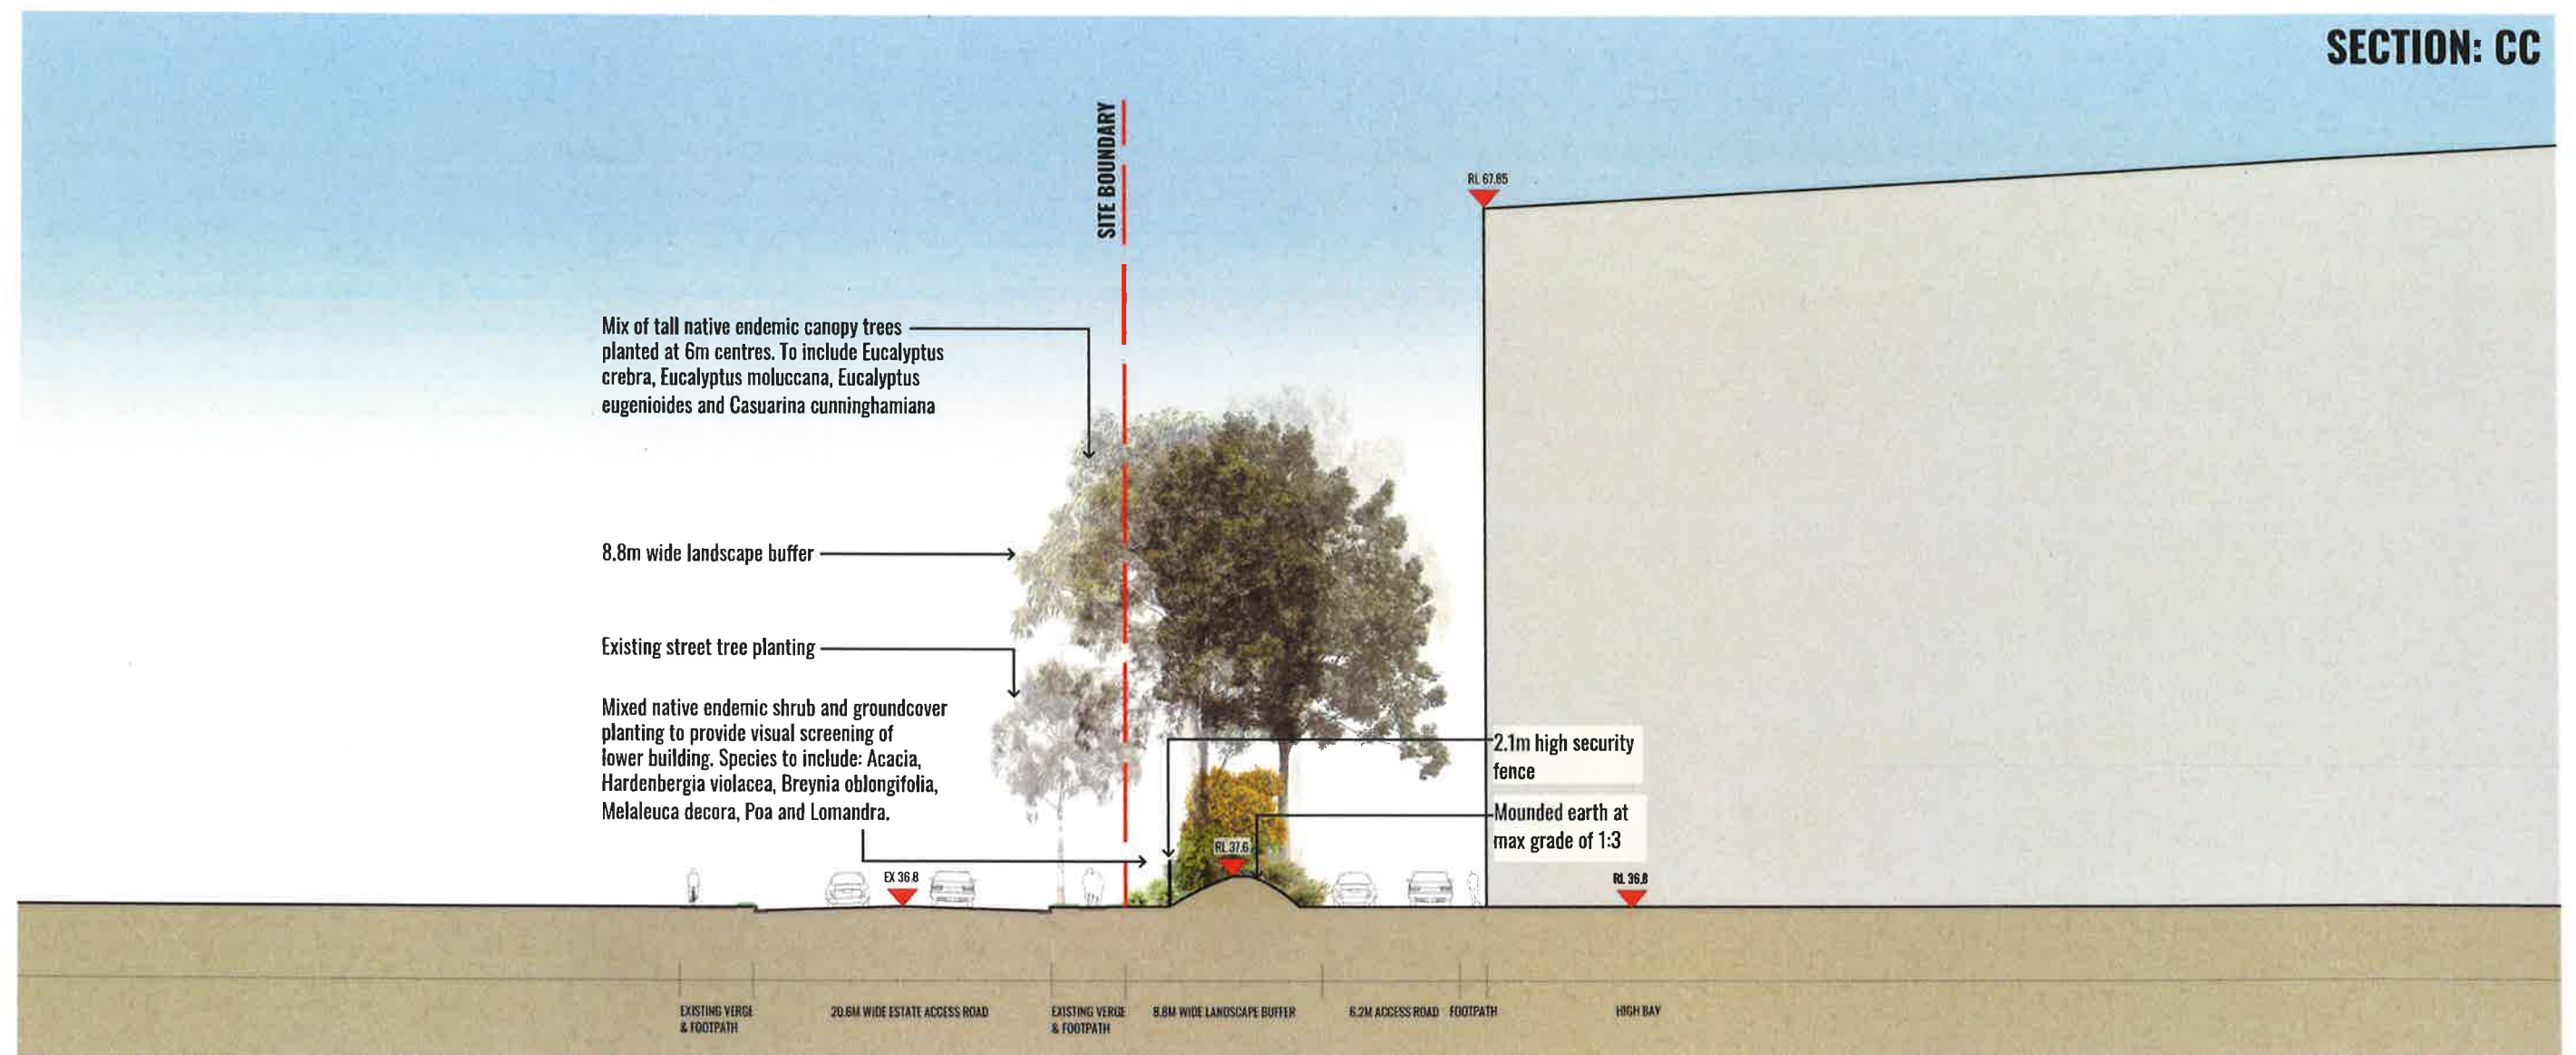 SECTION: CC
SITE BOUNDARY
RL 67.85
Mix of tall native endemic canopy trees
planted at 6m centres. To include Eucalyptus
crebra, Eucalyptus moluccana, Eucalyptus
eugenioides and Casuarina cunninghamiana
8.8m wide landscape buffer
Existing street tree planting
Mixed native endemic shrub and groundcover
planting to provide visual screening of
lower building. Species to include: Acacia,
Hardenbergia violacea, Breynia oblongifolia,
Melaleuca decora, Poa and Lomandra.
2.1m high security
fence
Mounded earth at
max grade of 1:3
RL 37.6
EX 36.8
RL 36.8
EXISTING VERGE
& FOOTPATH
20.6M WIDE ESTATE ACCESS ROAD
EXISTING VERGE
& FOOTPATH
8.8M WIDE LANDSCAPE BUFFER
6.2M ACCESS ROAD
FOOTPATH
HIGH BAY